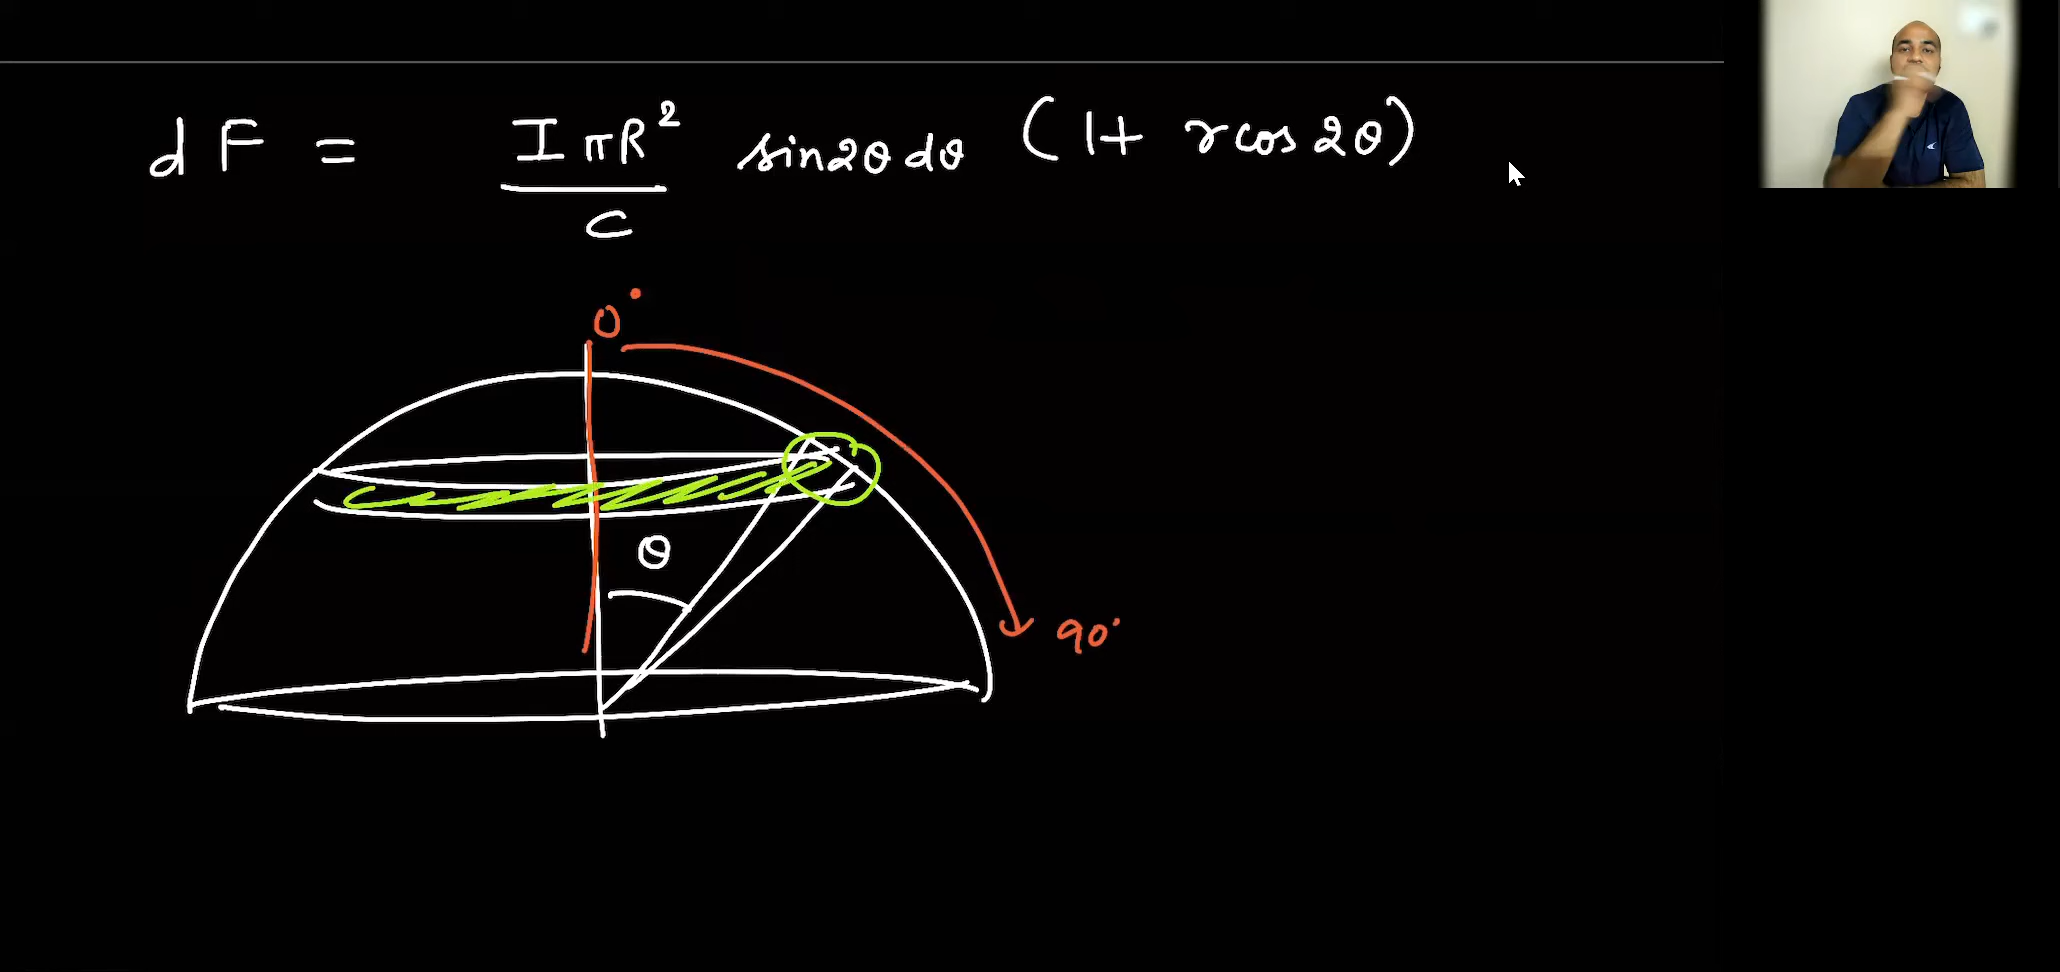 dF = IπR²/c sin2θ dθ (1 + r cos 2θ)
0°
θ
90°